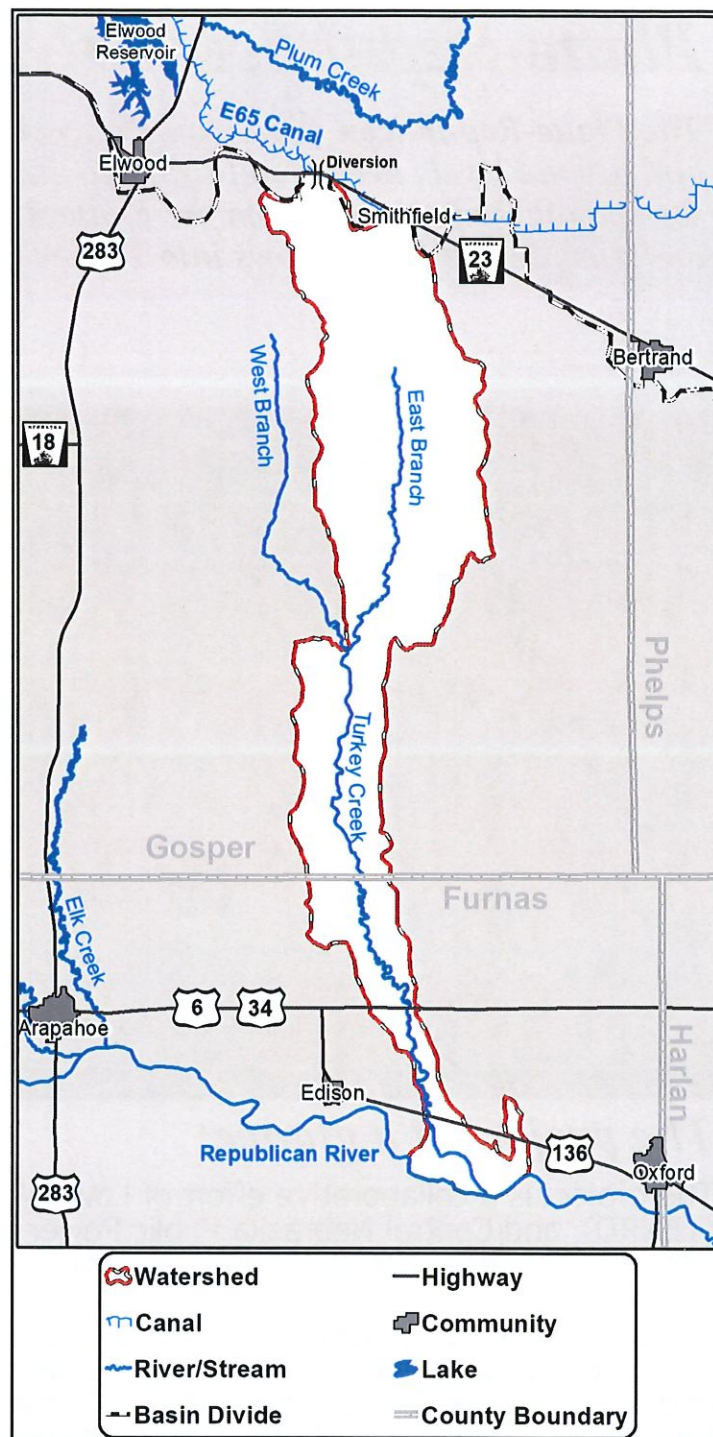 Elwood
Reservoir
Plum Creek
E65 Canal
Elwood
Diversion
Smithfield
283
NEBRASKA
23
Bertrand
West Branch
East Branch
NEBRASKA
18
Phelps
Turkey Creek
Gosper
Furnas
Elk Creek
6
34
Arapahoe
Harlan
Edison
Republican River
136
Oxford
283
Watershed
Highway
Canal
Community
River/Stream
Lake
Basin Divide
County Boundary